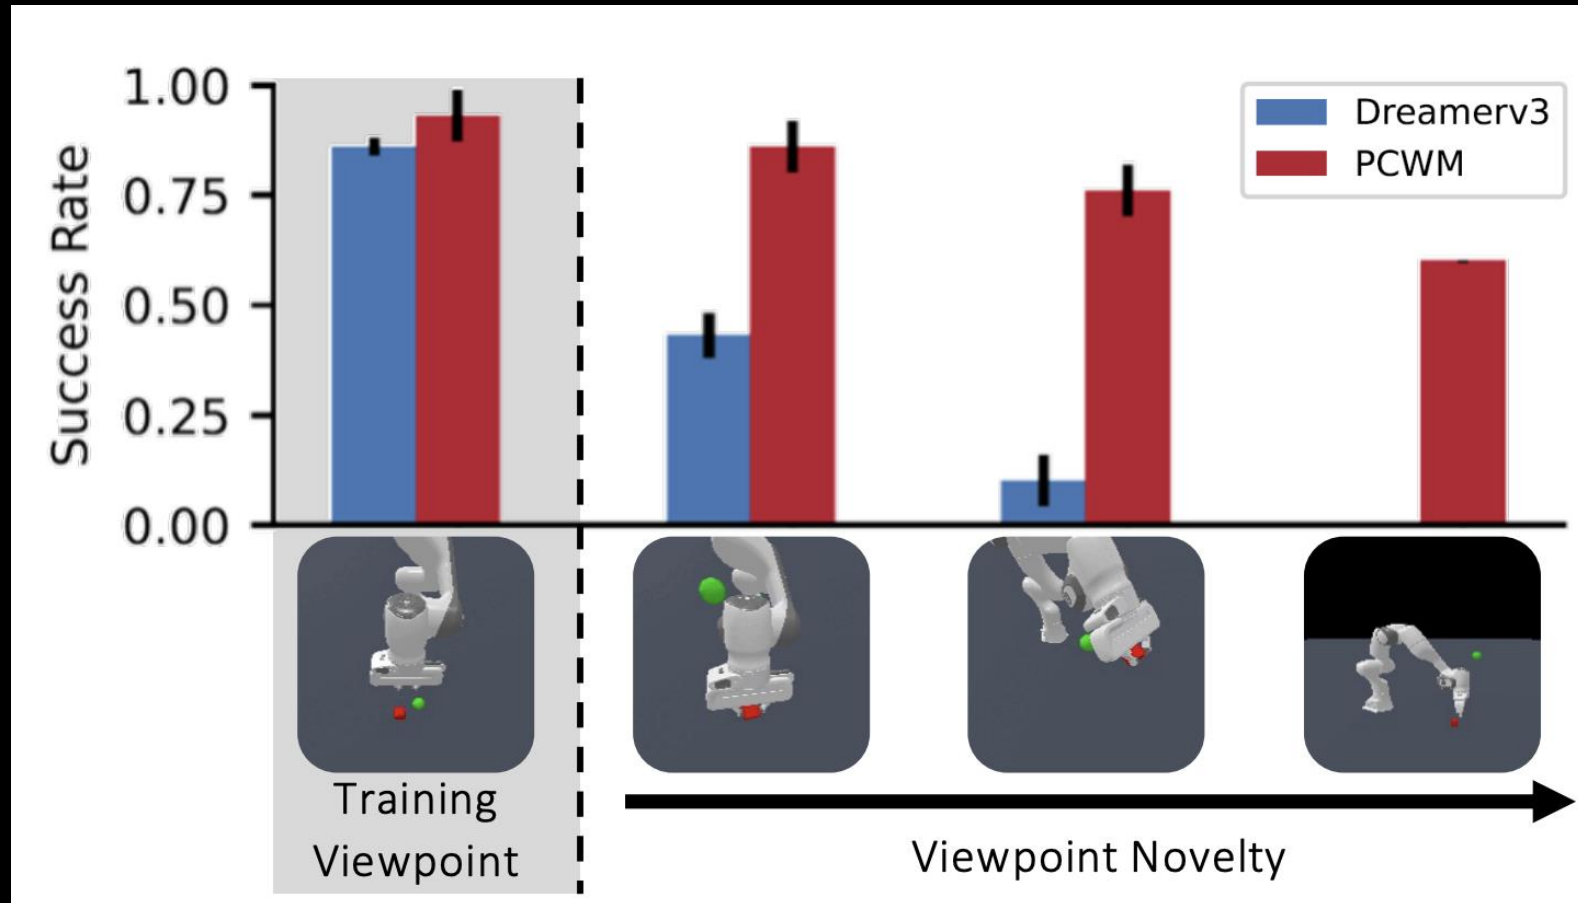 1.00
0.75
0.50
0.25
0.00
Success Rate
Dreamerv3
PCWM
Training
Viewpoint
Viewpoint Novelty